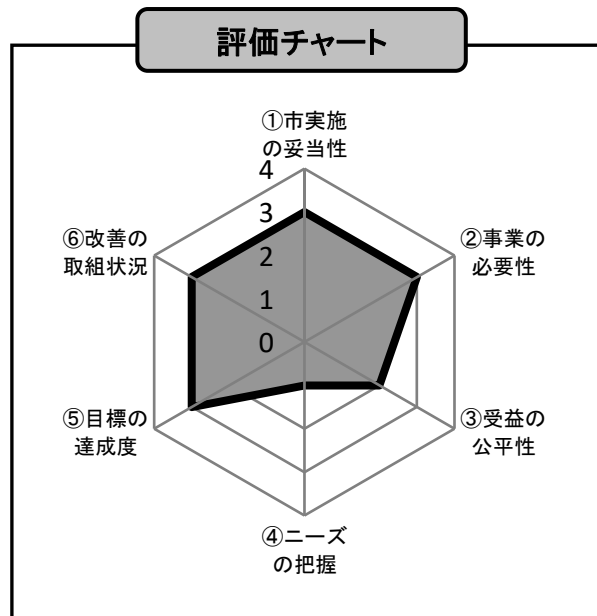 評価チャート
①市実施
の妥当性
4
3
2
1
0
②事業の
必要性
③受益の
公平性
④ニーズ
の把握
⑤目標の
達成度
⑥改善の
取組状況